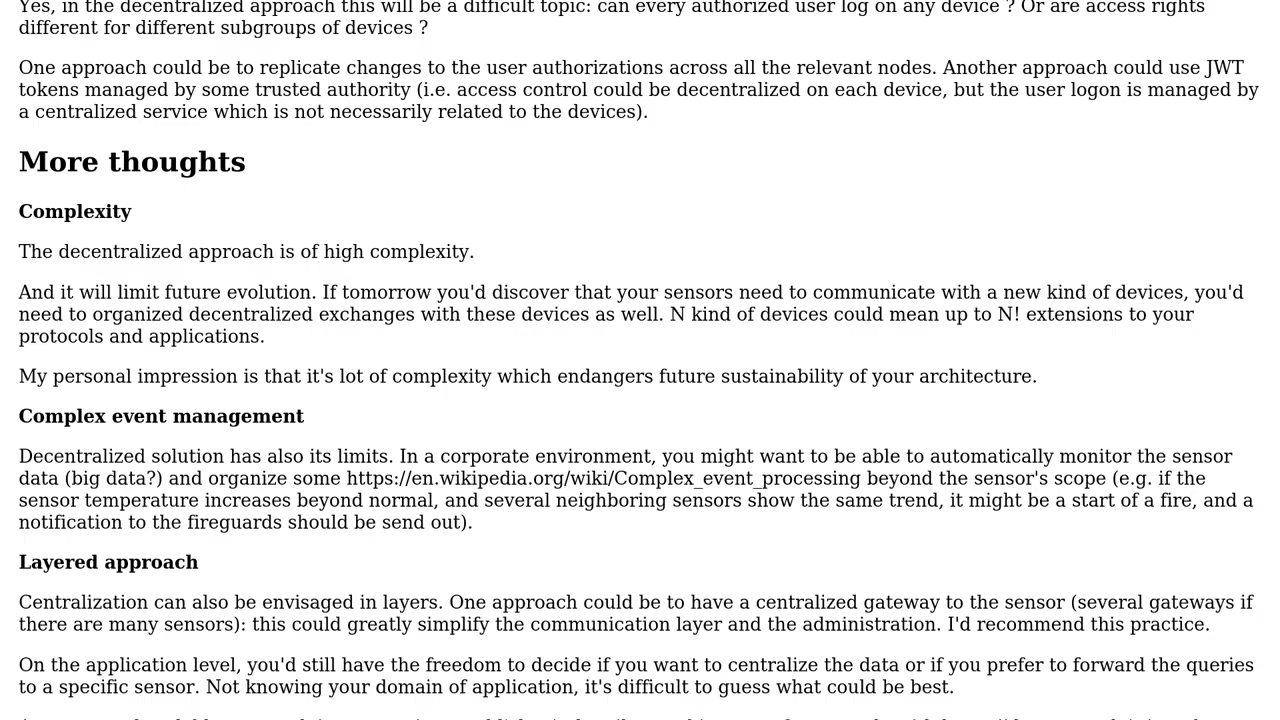 Yes, in the decentralized approach this will be a difficult topic: can every authorized user log on any device ? Or are access rights
different for different subgroups of devices ?
One approach could be to replicate changes to the user authorizations across all the relevant nodes. Another approach could use JWT
tokens managed by some trusted authority (i.e. access control could be decentralized on each device, but the user logon is managed by
a centralized service which is not necessarily related to the devices).
More thoughts
Complexity
The decentralized approach is of high complexity.
And it will limit future evolution. If tomorrow you'd discover that your sensors need to communicate with a new kind of devices, you'd
need to organized decentralized exchanges with these devices as well. N kind of devices could mean up to N! extensions to your
protocols and applications.
My personal impression is that it's lot of complexity which endangers future sustainability of your architecture.
Complex event management
Decentralized solution has also its limits. In a corporate environment, you might want to be able to automatically monitor the sensor
data (big data?) and organize some https://en.wikipedia.org/wiki/Complex_event_processing beyond the sensor's scope (e.g. if the
sensor temperature increases beyond normal, and several neighboring sensors show the same trend, it might be a start of a fire, and a
notification to the fireguards should be send out).
Layered approach
Centralization can also be envisaged in layers. One approach could be to have a centralized gateway to the sensor (several gateways if
there are many sensors): this could greatly simplify the communication layer and the administration. I'd recommend this practice.
On the application level, you'd still have the freedom to decide if you want to centralize the data or if you prefer to forward the queries
to a specific sensor. Not knowing your domain of application, it's difficult to guess what could be best.